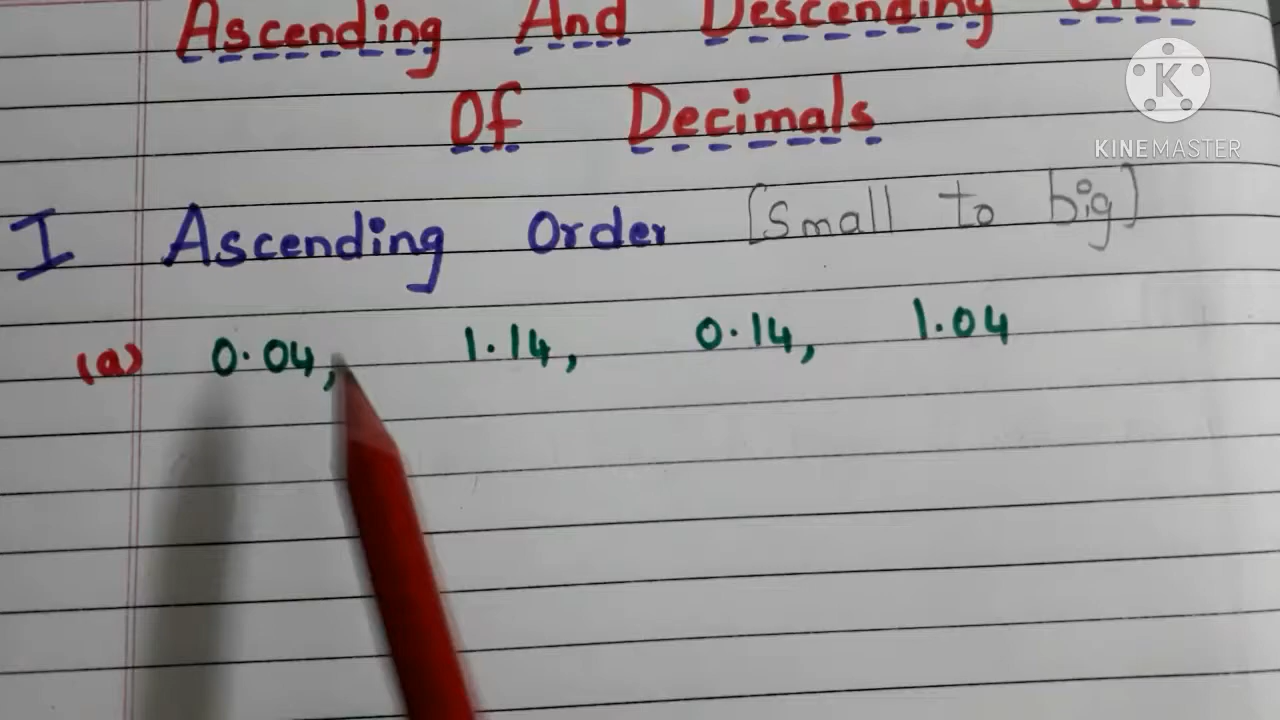 Ascending And Descending Order
Of Decimals
K
KINEMASTER
I Ascending Order [Small to big]
(a) 0.04, 1.14, 0.14, 1.04